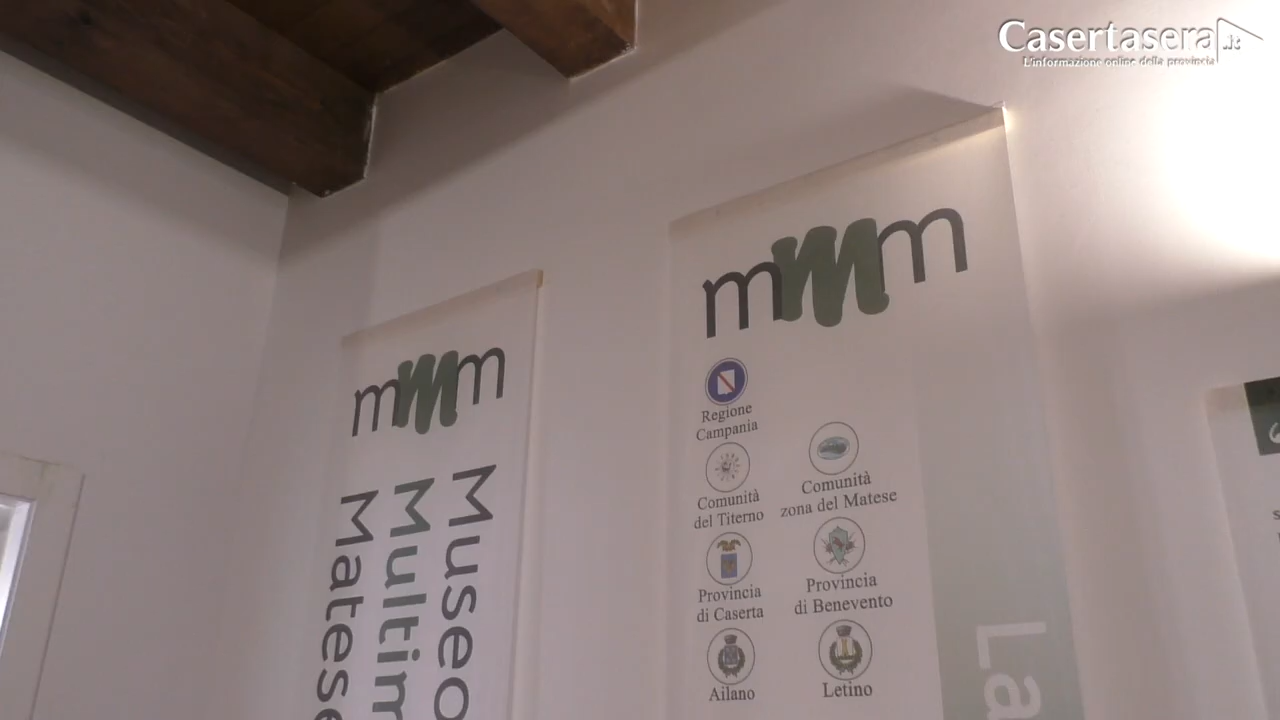 Casertasera.it
L'informazione online della provincia
mMm
Museo
Multim
Matese
mMm
Regione
Campania
Comunità
del Titerno
Comunità
zona del Matese
Provincia
di Caserta
Provincia
di Benevento
Ailano
Letino
La